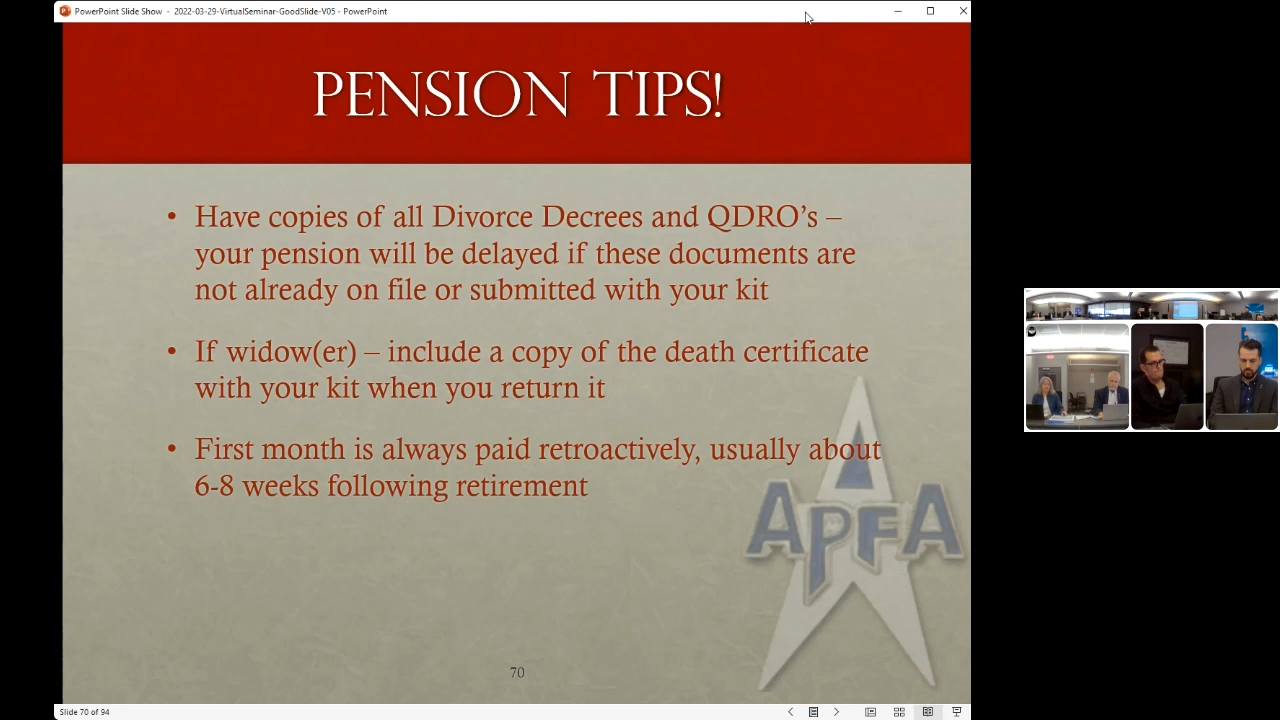 PowerPoint Slide Show - 2022-03-29-VirtualSeminar-GoodSlide-V05 - PowerPoint
PENSION TIPS!
• Have copies of all Divorce Decrees and QDRO's –
your pension will be delayed if these documents are
not already on file or submitted with your kit
• If widow(er) – include a copy of the death certificate
with your kit when you return it
• First month is always paid retroactively, usually about
6-8 weeks following retirement
APFA
70
Slide 70 of 94